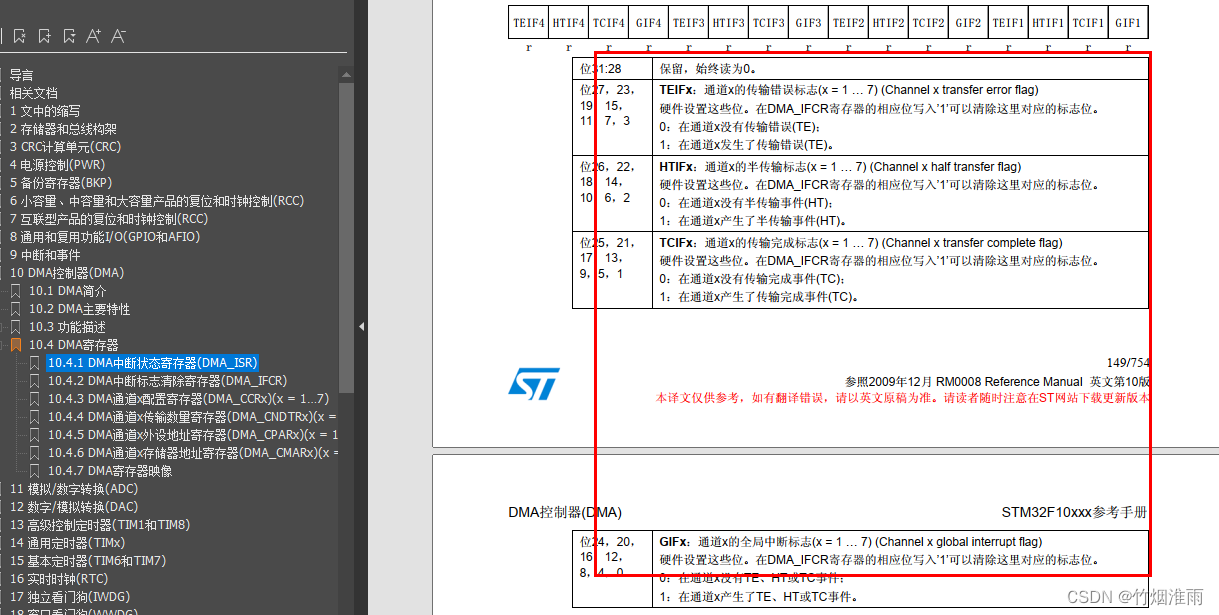 导言
相关文档
1 文中的缩写
2 存储器和总线构架
3 CRC计算单元(CRC)
4 电源控制(PWR)
5 备份寄存器(BKP)
6 小容量、中容量和大容量产品的复位和时钟控制(RCC)
7 互联型产品的复位和时钟控制(RCC)
8 通用和复用功能I/O(GPIO和AFIO)
9 中断和事件
10 DMA控制器(DMA)
10.1 DMA简介
10.2 DMA主要特性
10.3 功能描述
10.4 DMA寄存器
10.4.1 DMA中断状态寄存器(DMA_ISR)
10.4.2 DMA中断标志清除寄存器(DMA_IFCR)
10.4.3 DMA通道x配置寄存器(DMA_CCRx)(x = 1…7)
10.4.4 DMA通道x传输数量寄存器(DMA_CNDTRx)(x =
10.4.5 DMA通道x外设地址寄存器(DMA_CPARx)(x = 1
10.4.6 DMA通道x存储器地址寄存器(DMA_CMARx)(x =
10.4.7 DMA寄存器映像
11 模拟/数字转换(ADC)
12 数字/模拟转换(DAC)
13 高级控制定时器(TIM1和TIM8)
14 通用定时器(TIMx)
15 基本定时器(TIM6和TIM7)
16 实时时钟(RTC)
17 独立看门狗(IWDG)
18 窗口看门狗(WWDG)
TEIF4 HTIF4 TCIF4 GIF4 TEIF3 HTIF3 TCIF3 GIF3 TEIF2 HTIF2 TCIF2 GIF2 TEIF1 HTIF1 TCIF1 GIF1
r r r r r r r r r r r r r r r r
位31:28 保留，始终读为0。
位27，23， TEIFx：通道x的传输错误标志(x = 1 … 7) (Channel x transfer error flag)
19，15， 硬件设置这些位。在DMA_IFCR寄存器的相应位写入'1'可以清除这里对应的标志位。
11，7，3 0：在通道x没有传输错误(TE)；
1：在通道x发生了传输错误(TE)。
位26，22， HTIFx：通道x的半传输标志(x = 1 … 7) (Channel x half transfer flag)
18，14， 硬件设置这些位。在DMA_IFCR寄存器的相应位写入'1'可以清除这里对应的标志位。
10，6，2 0：在通道x没有半传输事件(HT)；
1：在通道x产生了半传输事件(HT)。
位25，21， TCIFx：通道x的传输完成标志(x = 1 … 7) (Channel x transfer complete flag)
17，13， 硬件设置这些位。在DMA_IFCR寄存器的相应位写入'1'可以清除这里对应的标志位。
9，5，1 0：在通道x没有传输完成事件(TC)；
1：在通道x产生了传输完成事件(TC)。
149/754
ST
参照2009年12月 RM0008 Reference Manual 英文第10版
本译文仅供参考，如有翻译错误，请以英文原稿为准。请读者随时注意在ST网站下载更新版本
DMA控制器(DMA) STM32F10xxx参考手册
位24，20， GIFx：通道x的全局中断标志(x = 1 … 7) (Channel x global interrupt flag)
16，12， 硬件设置这些位。在DMA_IFCR寄存器的相应位写入'1'可以清除这里对应的标志位。
8，4，0 0：在通道x没有TE、HT或TC事件；
1：在通道x产生了TE、HT或TC事件。
CSDN @竹烟淮雨